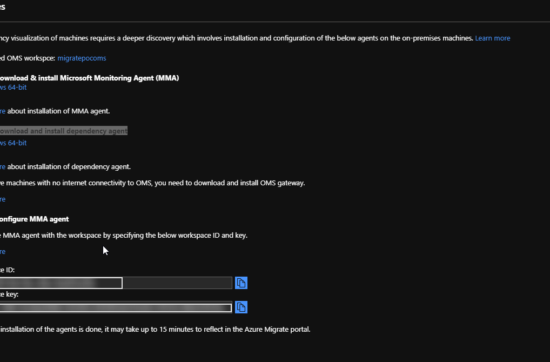 es
ncy visualization of machines requires a deeper discovery which involves installation and configuration of the below agents on the on-premises machines. Learn more
ed OMS workspce: migratepocoms
ownload & install Microsoft Monitoring Agent (MMA)
ws 64-bit
re about installation of MMA agent.
ownload and install dependency agent
ws 64-bit
re about installation of dependency agent.
ve machines with no internet connectivity to OMS, you need to download and install OMS gateway.
re
onfigure MMA agent
e MMA agent with the workspace by specifying the below workspace ID and key.
re
ce ID:
ce key:
installation of the agents is done, it may take up to 15 minutes to reflect in the Azure Migrate portal.